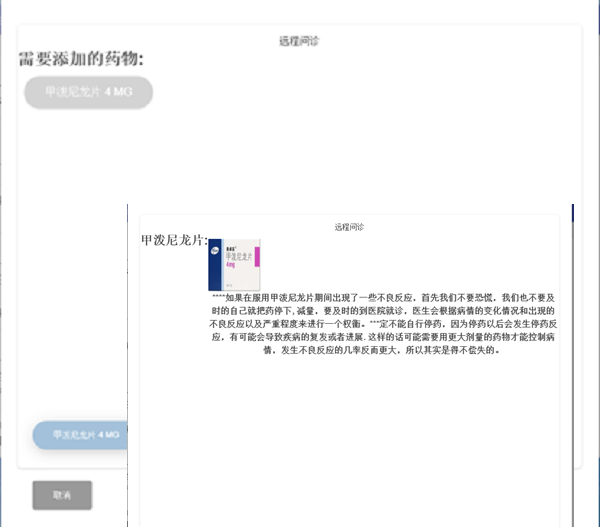 远程问诊
需要添加的药物:
甲泼尼龙片 4 MG
远程问诊
甲泼尼龙片:
甲泼尼龙片
4mg
****如果在服用甲泼尼龙片期间出现了一些不良反应，首先我们不要恐慌，我们也不要及
时的自己就把药停下,减量，要及时的到医院就诊，医生会根据病情的变化情况和出现的
不良反应以及严重程度来进行一个权衡。***定不能自行停药，因为停药以后会发生停药反
应，有可能会导致疾病的复发或者进展.这样的话可能需要用更大剂量的药物才能控制病
情，发生不良反应的几率反而更大，所以其实是得不偿失的。
甲泼尼龙片 4 MG
取消